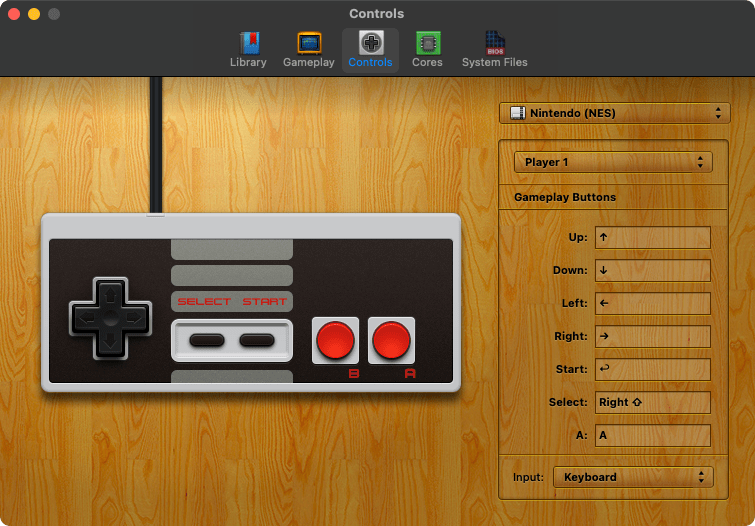 Controls
Library
Gameplay
Controls
Cores
BIOS
System Files
Nintendo (NES)
Player 1
Gameplay Buttons
Up: ↑
Down: ↓
Left: ←
Right: →
Start: ↩
Select: Right ⇧
A: A
Input: Keyboard
SELECT START
B A